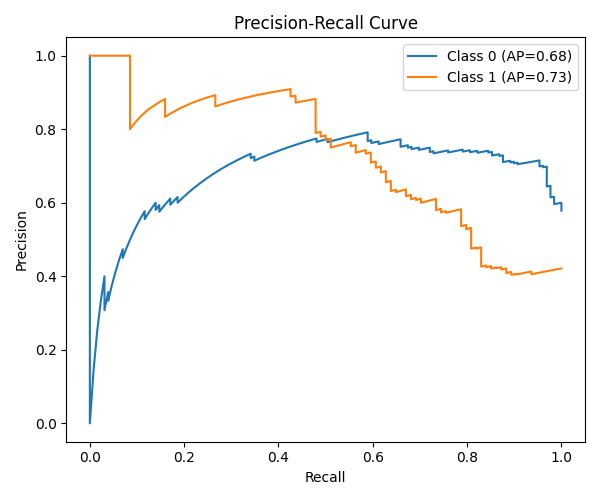 Precision-Recall Curve
Class 0 (AP=0.68)
Class 1 (AP=0.73)
Precision
1.0
0.8
0.6
0.4
0.2
0.0
0.0 0.2 0.4 0.6 0.8 1.0
Recall